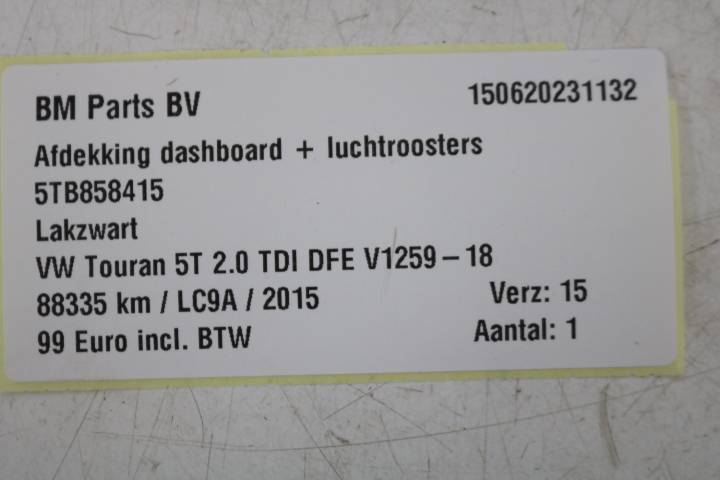 BM Parts BV 150620231132
Afdekking dashboard + luchtroosters
5TB858415
Lakzwart
VW Touran 5T 2.0 TDI DFE V1259-18
88335 km / LC9A / 2015 Verz: 15
99 Euro incl. BTW Aantal: 1